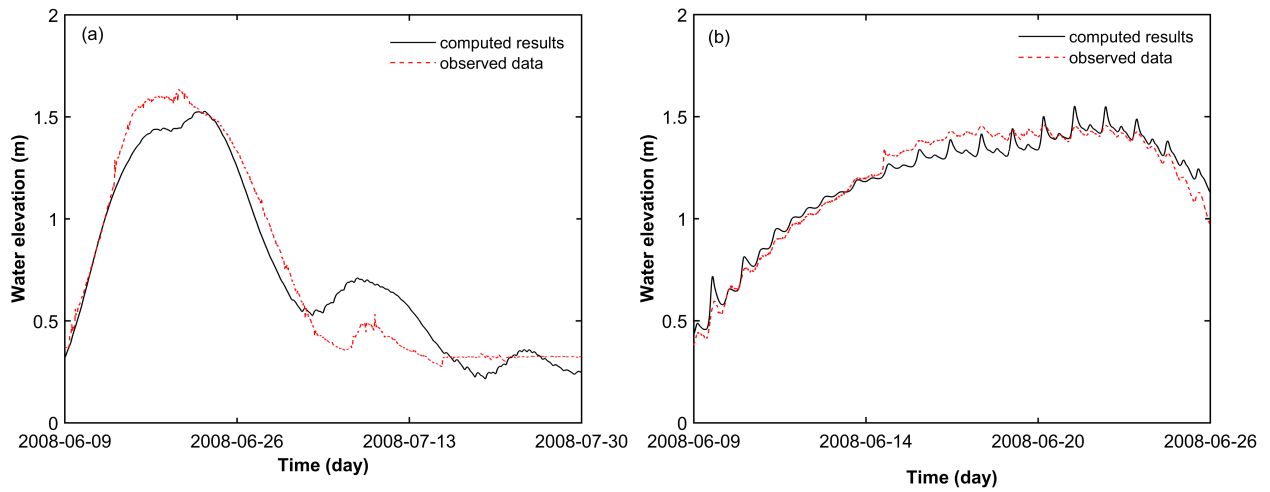 (a)
computed results
observed data
2
1.5
1
0.5
0
Water elevation (m)
2008-06-09
2008-06-26
2008-07-13
2008-07-30
Time (day)
(b)
computed results
observed data
2
1.5
1
0.5
0
Water elevation (m)
2008-06-09
2008-06-14
2008-06-20
2008-06-26
Time (day)